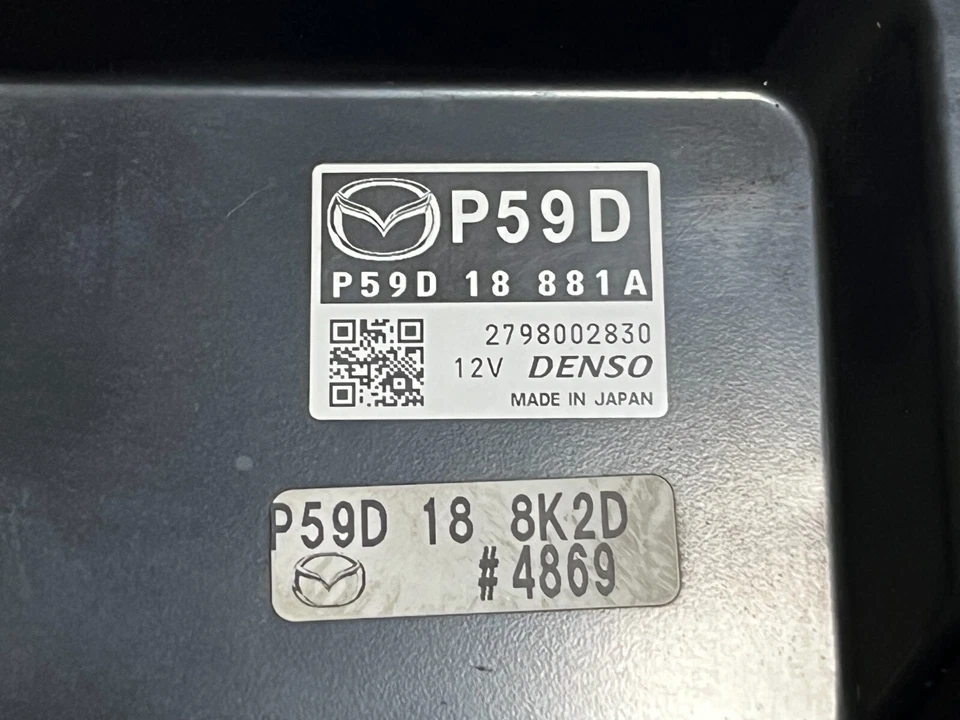 P59D
P59D 18 881A
2798002830
12V DENSO
MADE IN JAPAN
P59D 18 8K2D
#4869